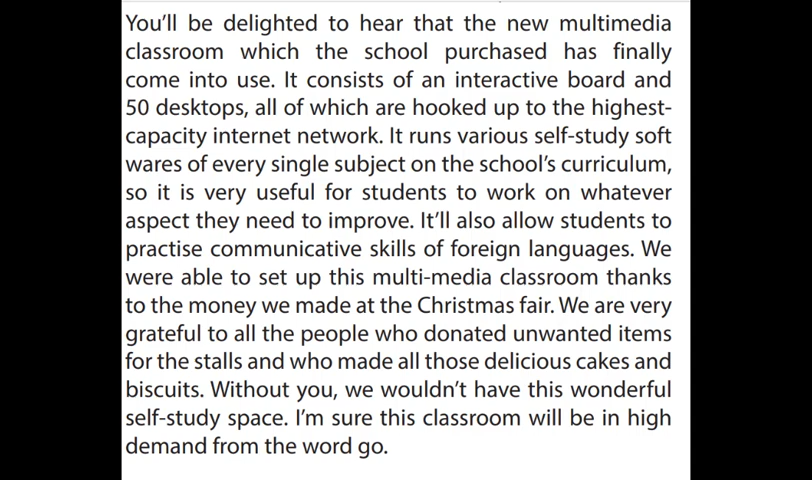 You'll be delighted to hear that the new multimedia
classroom which the school purchased has finally
come into use. It consists of an interactive board and
50 desktops, all of which are hooked up to the highest-
capacity internet network. It runs various self-study soft
wares of every single subject on the school's curriculum,
so it is very useful for students to work on whatever
aspect they need to improve. It'll also allow students to
practise communicative skills of foreign languages. We
were able to set up this multi-media classroom thanks
to the money we made at the Christmas fair. We are very
grateful to all the people who donated unwanted items
for the stalls and who made all those delicious cakes and
biscuits. Without you, we wouldn't have this wonderful
self-study space. I'm sure this classroom will be in high
demand from the word go.